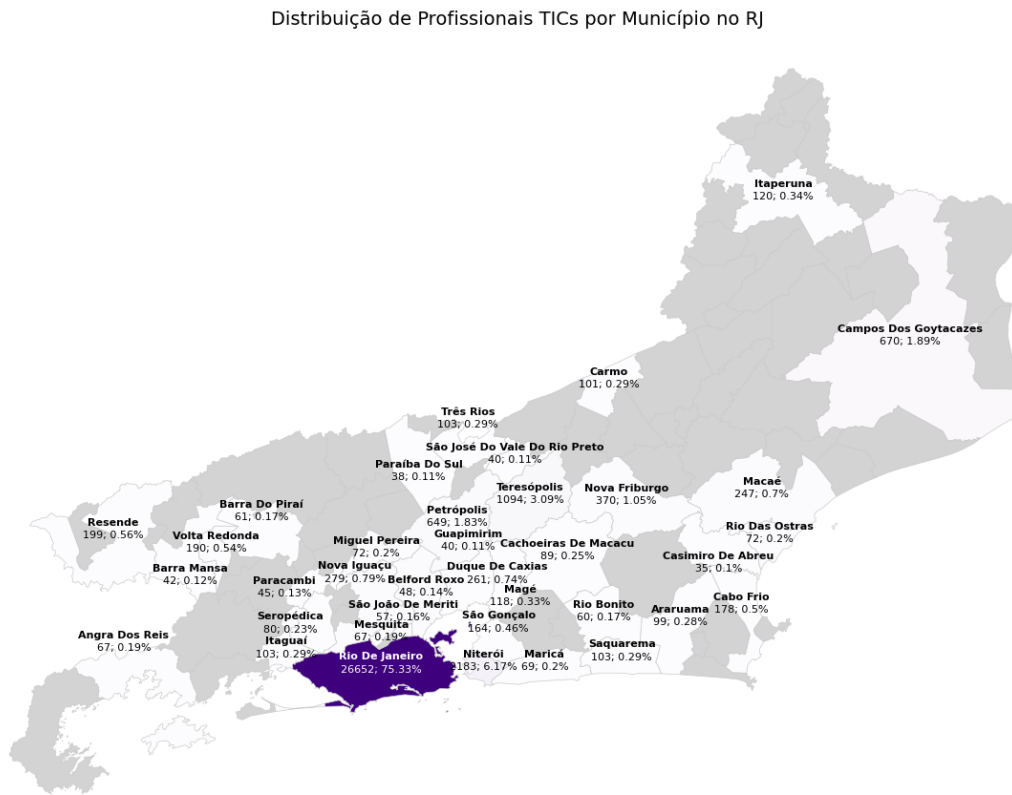 Distribuição de Profissionais TICs por Município no RJ
Itaperuna
120; 0.34%
Campos Dos Goytacazes
670; 1.89%
Carmo
101; 0.29%
Três Rios
103; 0.29%
São José Do Vale Do Rio Preto
40; 0.11%
Paraíba Do Sul
38; 0.11%
Teresópolis
1094; 3.09%
Nova Friburgo
370; 1.05%
Macaé
247; 0.7%
Barra Do Piraí
61; 0.17%
Petrópolis
649; 1.83%
Resende
199; 0.56%
Volta Redonda
190; 0.54%
Rio Das Ostras
72; 0.2%
Guapimirim
40; 0.11%
Miguel Pereira
72; 0.2%
Cachoeiras De Macacu
89; 0.25%
Casimiro De Abreu
35; 0.1%
Barra Mansa
42; 0.12%
Nova Iguaçu
279; 0.79%
Duque De Caxias
261; 0.74%
Paracambi
45; 0.13%
Belford Roxo
48; 0.14%
Magé
118; 0.33%
Cabo Frio
178; 0.5%
São João De Meriti
57; 0.16%
Rio Bonito
60; 0.17%
Araruama
99; 0.28%
Seropédica
80; 0.23%
São Gonçalo
164; 0.46%
Mesquita
67; 0.19%
Angra Dos Reis
67; 0.19%
Itaguaí
103; 0.29%
Saquarema
103; 0.29%
Rio De Janeiro
26652; 75.33%
Niterói
2183; 6.17%
Maricá
69; 0.2%